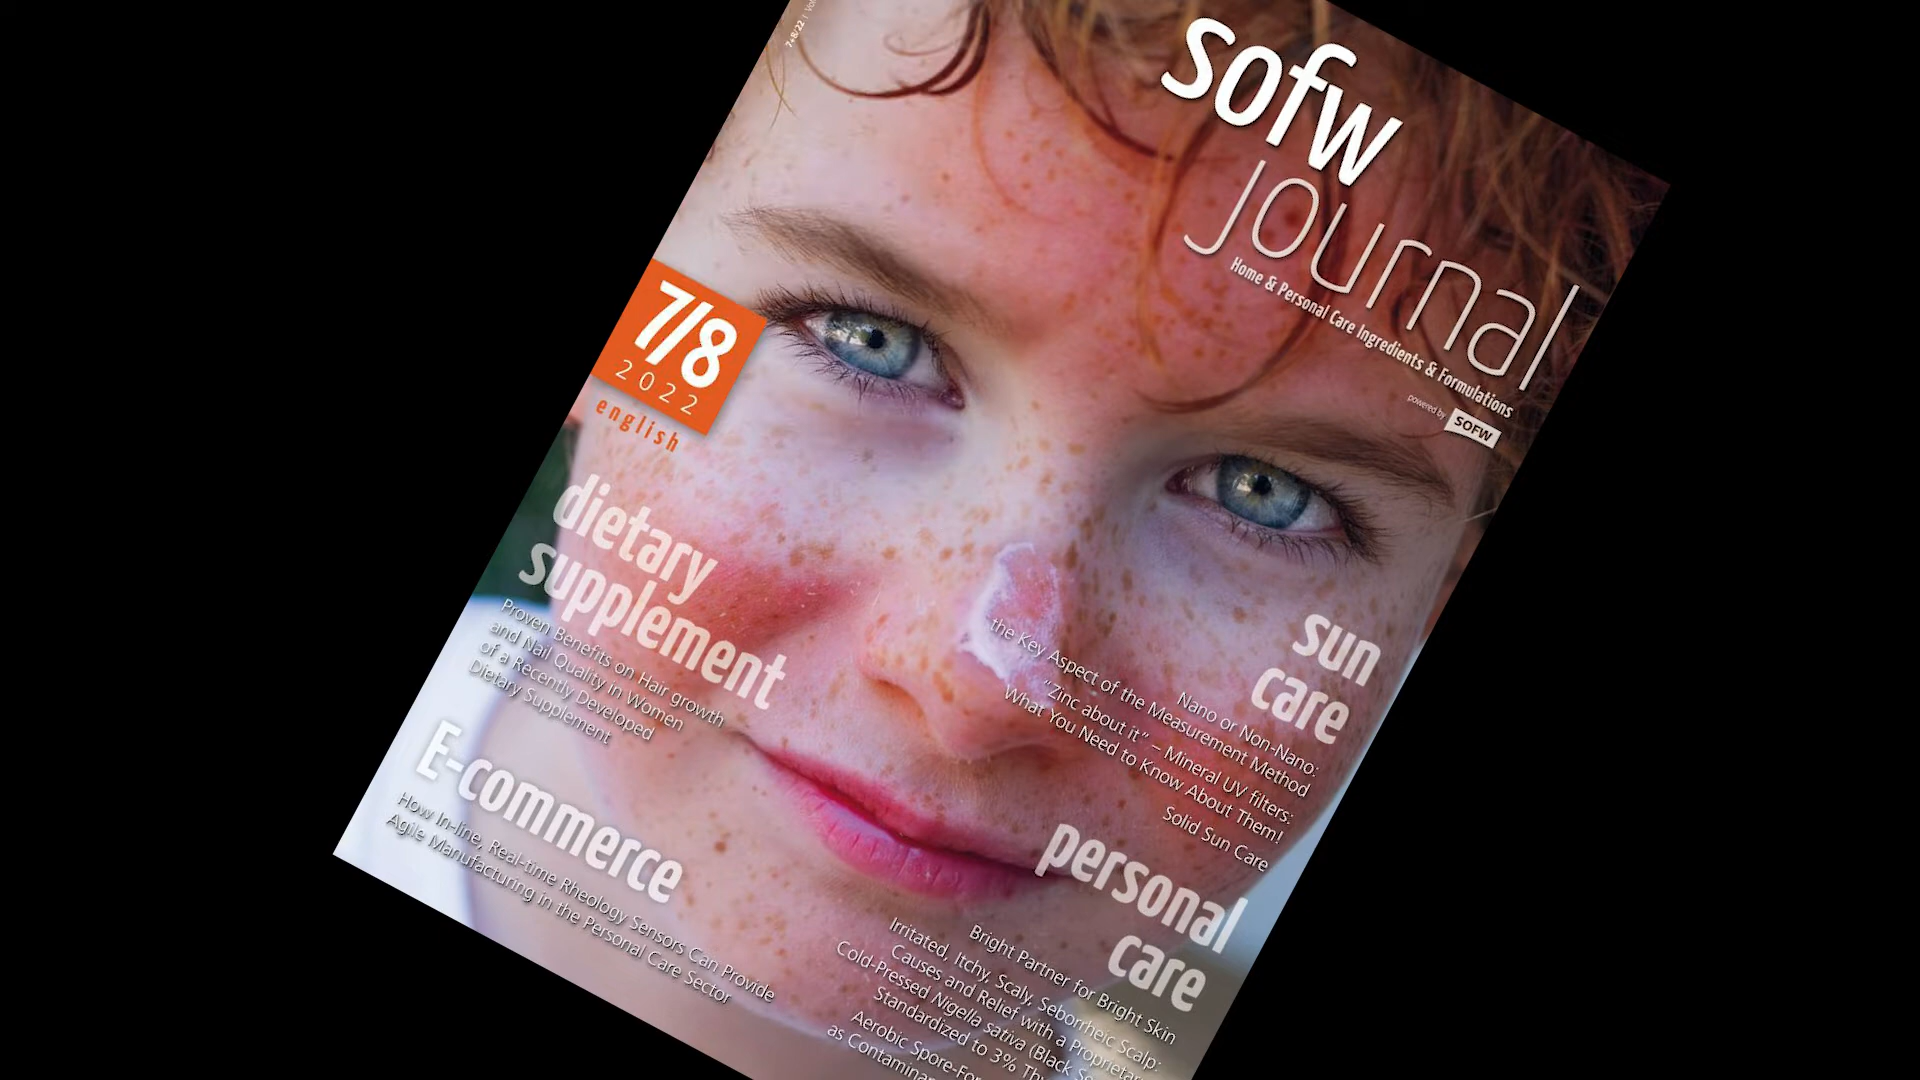 7+8/22 |
sofw
journal
Home & Personal Care Ingredients & Formulations
powered by SOFW
7/8
2022
english
dietary
supplement
Proven Benefits on Hair growth
and Nail Quality in Women
of a Recently Developed
Dietary Supplement
E-commerce
How In-line, Real-time Rheology Sensors Can Provide
Agile Manufacturing in the Personal Care Sector
sun
care
Nano or Non-Nano:
the Key Aspect of the Measurement Method
"Zinc about it" – Mineral UV filters:
What You Need to Know About Them!
Solid Sun Care
personal
care
Bright Partner for Bright Skin
Irritated, Itchy, Scaly, Seborrheic Scalp:
Causes and Relief with a
Cold-Pressed Nigella sativa (Black
Standardized to 3%
Aerobic
as